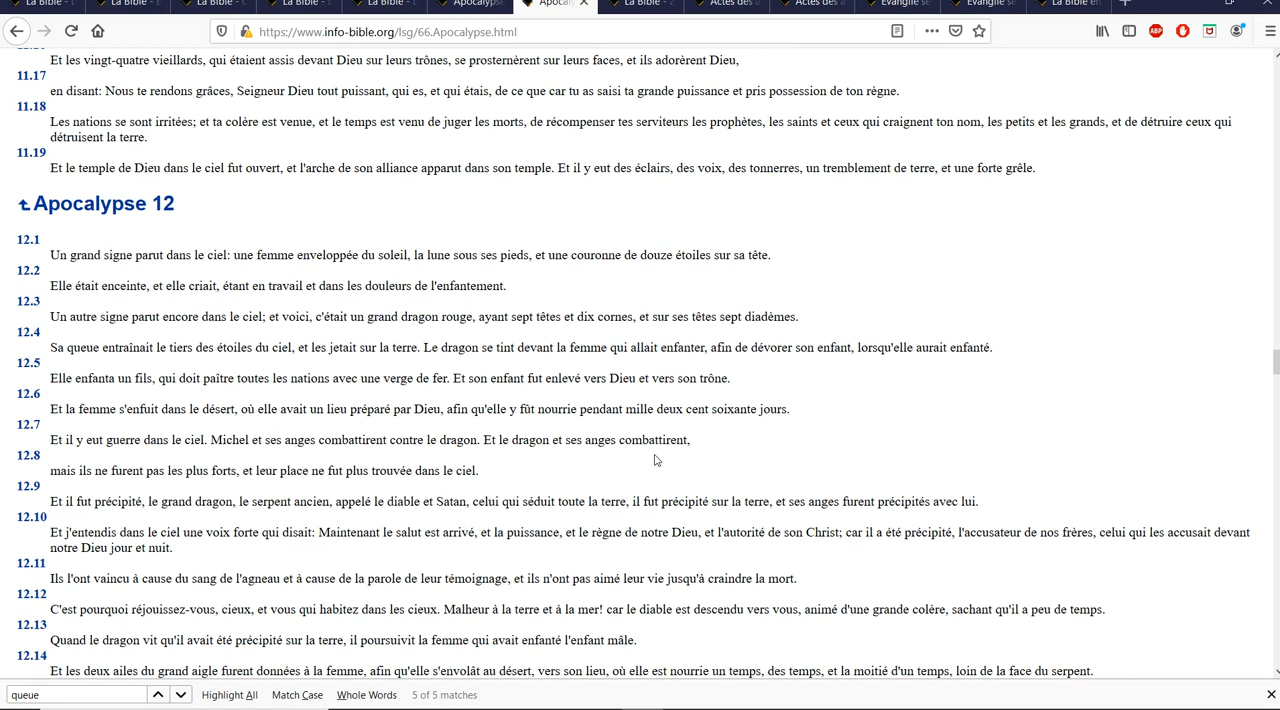 La Bible - L
La Bible - E
La Bible -
La Bible - L
La Bible - L
Apocalypse
Apocaly
La Bible - 2
Actes des a
Actes des a
Evangile se
Evangile se
La Bible en
https://www.info-bible.org/lsg/66.Apocalypse.html
Et les vingt-quatre vieillards, qui étaient assis devant Dieu sur leurs trônes, se prosternèrent sur leurs faces, et ils adorèrent Dieu,
11.17
en disant: Nous te rendons grâces, Seigneur Dieu tout puissant, qui es, et qui étais, de ce que car tu as saisi ta grande puissance et pris possession de ton règne.
11.18
Les nations se sont irritées; et ta colère est venue, et le temps est venu de juger les morts, de récompenser tes serviteurs les prophètes, les saints et ceux qui craignent ton nom, les petits et les grands, et de détruire ceux qui
détruisent la terre.
11.19
Et le temple de Dieu dans le ciel fut ouvert, et l'arche de son alliance apparut dans son temple. Et il y eut des éclairs, des voix, des tonnerres, un tremblement de terre, et une forte grêle.
Apocalypse 12
12.1
Un grand signe parut dans le ciel: une femme enveloppée du soleil, la lune sous ses pieds, et une couronne de douze étoiles sur sa tête.
12.2
Elle était enceinte, et elle criait, étant en travail et dans les douleurs de l'enfantement.
12.3
Un autre signe parut encore dans le ciel; et voici, c'était un grand dragon rouge, ayant sept têtes et dix cornes, et sur ses têtes sept diadèmes.
12.4
Sa queue entraînait le tiers des étoiles du ciel, et les jetait sur la terre. Le dragon se tint devant la femme qui allait enfanter, afin de dévorer son enfant, lorsqu'elle aurait enfanté.
12.5
Elle enfanta un fils, qui doit paître toutes les nations avec une verge de fer. Et son enfant fut enlevé vers Dieu et vers son trône.
12.6
Et la femme s'enfuit dans le désert, où elle avait un lieu préparé par Dieu, afin qu'elle y fût nourrie pendant mille deux cent soixante jours.
12.7
Et il y eut guerre dans le ciel. Michel et ses anges combattirent contre le dragon. Et le dragon et ses anges combattirent,
12.8
mais ils ne furent pas les plus forts, et leur place ne fut plus trouvée dans le ciel.
12.9
Et il fut précipité, le grand dragon, le serpent ancien, appelé le diable et Satan, celui qui séduit toute la terre, il fut précipité sur la terre, et ses anges furent précipités avec lui.
12.10
Et j'entendis dans le ciel une voix forte qui disait: Maintenant le salut est arrivé, et la puissance, et le règne de notre Dieu, et l'autorité de son Christ; car il a été précipité, l'accusateur de nos frères, celui qui les accusait devant
notre Dieu jour et nuit.
12.11
Ils l'ont vaincu à cause du sang de l'agneau et à cause de la parole de leur témoignage, et ils n'ont pas aimé leur vie jusqu'à craindre la mort.
12.12
C'est pourquoi réjouissez-vous, cieux, et vous qui habitez dans les cieux. Malheur à la terre et à la mer! car le diable est descendu vers vous, animé d'une grande colère, sachant qu'il a peu de temps.
12.13
Quand le dragon vit qu'il avait été précipité sur la terre, il poursuivit la femme qui avait enfanté l'enfant mâle.
12.14
Et les deux ailes du grand aigle furent données à la femme, afin qu'elle s'envolât au désert, vers son lieu, où elle est nourrie un temps, des temps, et la moitié d'un temps, loin de la face du serpent.
queue
Highlight All
Match Case
Whole Words
5 of 5 matches